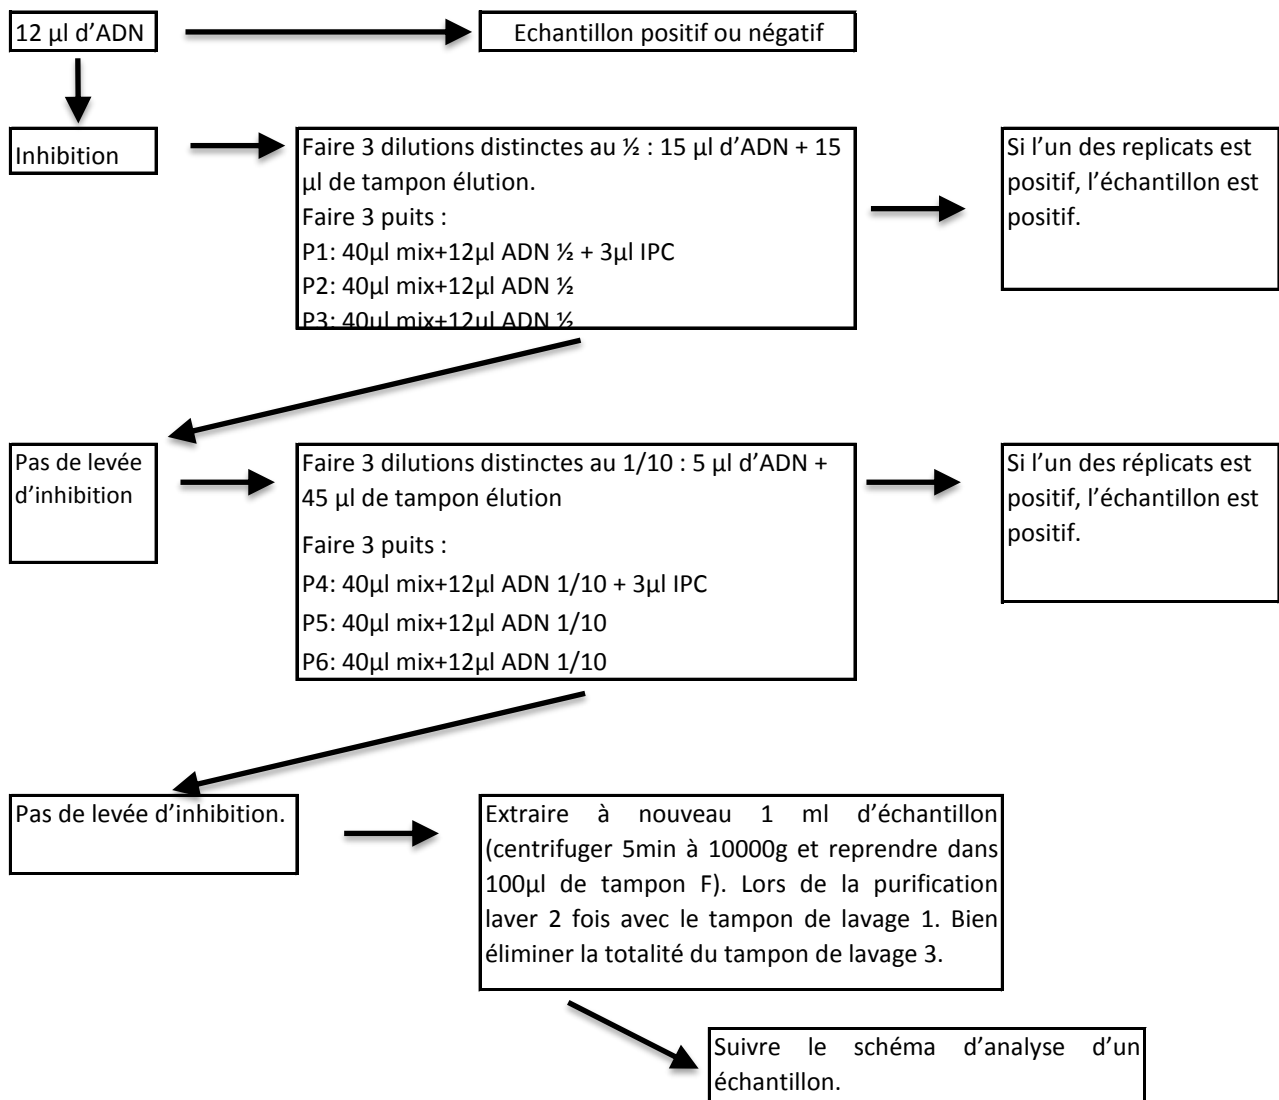 12 µl d’ADN
Echantillon positif ou négatif
Inhibition
Faire 3 dilutions distinctes au ½ : 15 µl d’ADN + 15
µl de tampon élution.
Faire 3 puits :
P1: 40µl mix+12µl ADN ½ + 3µl IPC
P2: 40µl mix+12µl ADN ½
P3: 40µl mix+12µl ADN ½
Si l’un des replicats est
positif, l’échantillon est
positif.
Pas de levée
d’inhibition
Faire 3 dilutions distinctes au 1/10 : 5 µl d’ADN +
45 µl de tampon élution
Faire 3 puits :
P4: 40µl mix+12µl ADN 1/10 + 3µl IPC
P5: 40µl mix+12µl ADN 1/10
P6: 40µl mix+12µl ADN 1/10
Si l’un des réplicats est
positif, l’échantillon est
positif.
Pas de levée d’inhibition.
Extraire à nouveau 1 ml d’échantillon
(centrifuger 5min à 10000g et reprendre dans
100µl de tampon F). Lors de la purification
laver 2 fois avec le tampon de lavage 1. Bien
éliminer la totalité du tampon de lavage 3.
Suivre le schéma d’analyse d’un
échantillon.